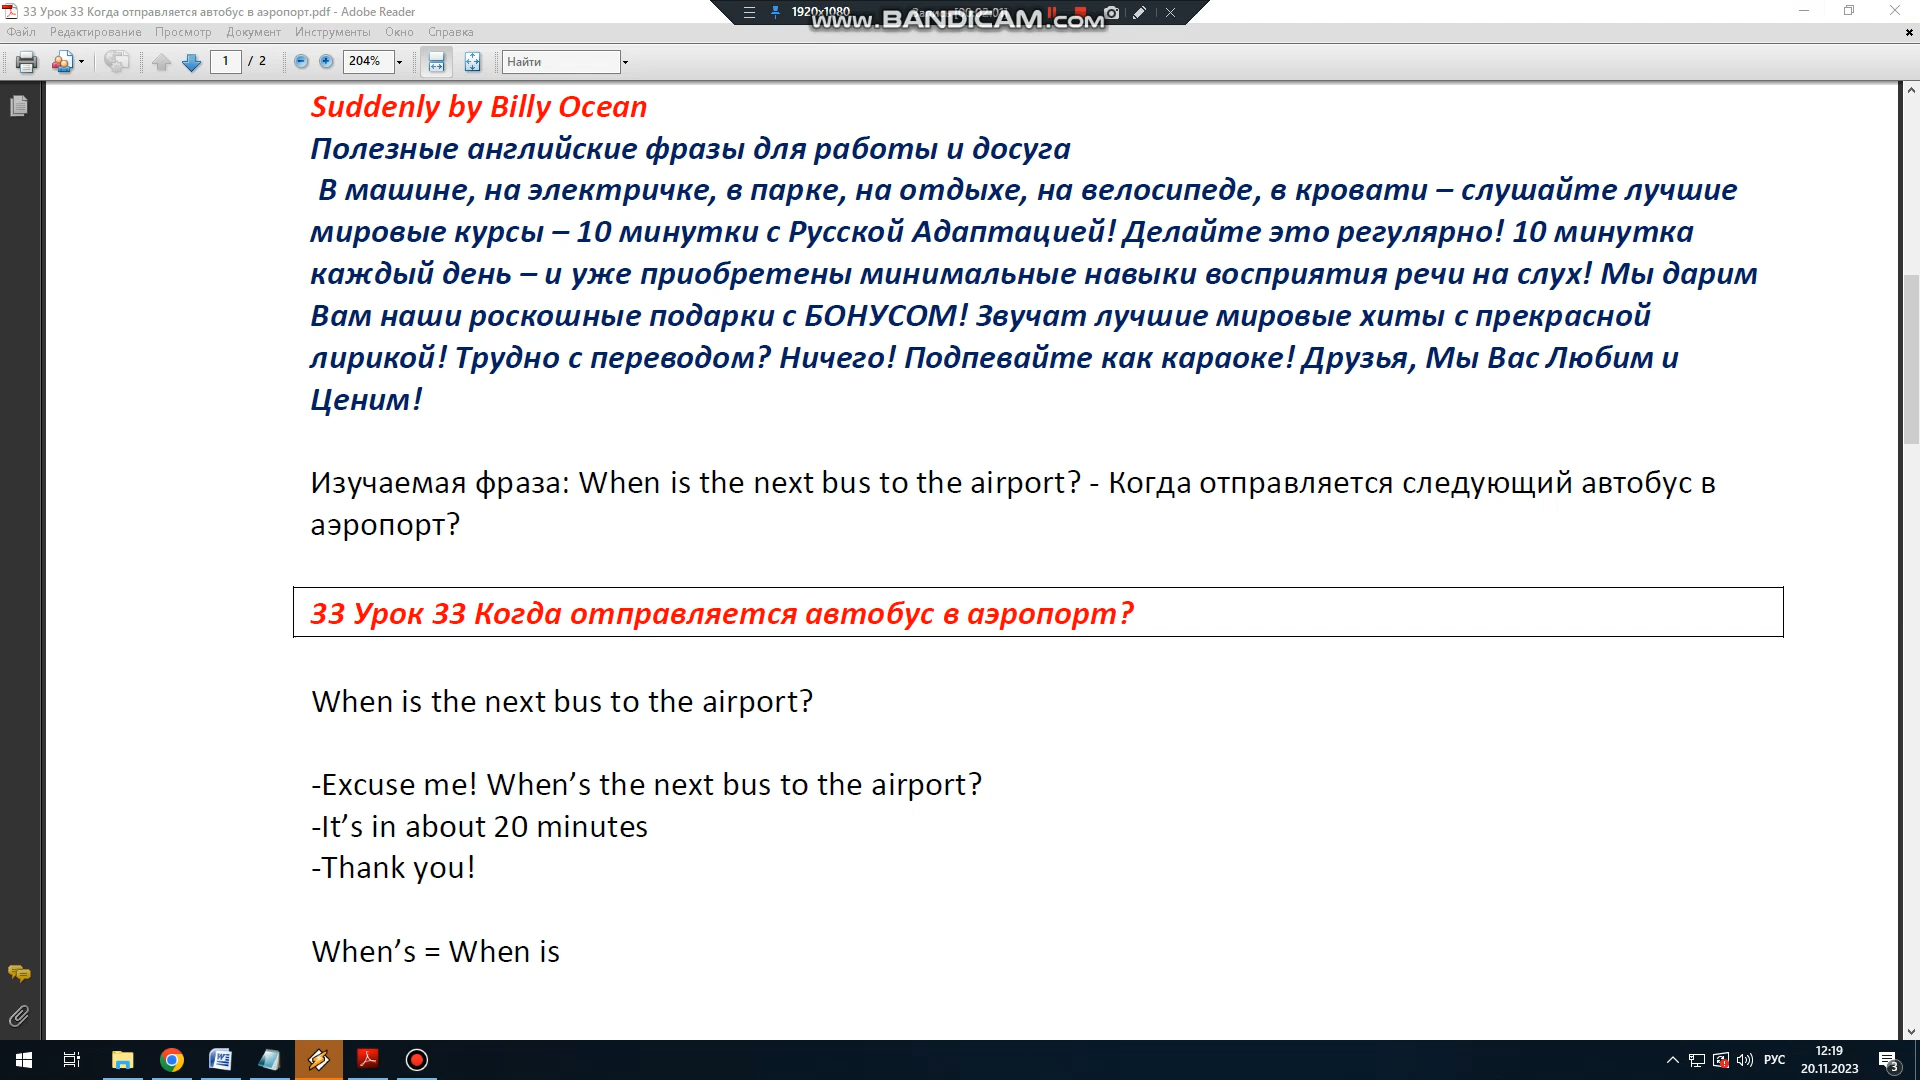 33 Урок 33 Когда отправляется автобус в аэропорт.pdf - Adobe Reader
1920x1080
www.BANDICAM.com
Файл Редактирование Просмотр Документ Инструменты Окно Справка
1 / 2 204% Найти
Suddenly by Billy Ocean
Полезные английские фразы для работы и досуга
В машине, на электричке, в парке, на отдыхе, на велосипеде, в кровати – слушайте лучшие
мировые курсы – 10 минутки с Русской Адаптацией! Делайте это регулярно! 10 минутка
каждый день – и уже приобретены минимальные навыки восприятия речи на слух! Мы дарим
Вам наши роскошные подарки с БОНУСОМ! Звучат лучшие мировые хиты с прекрасной
лирикой! Трудно с переводом? Ничего! Подпевайте как караоке! Друзья, Мы Вас Любим и
Ценим!
Изучаемая фраза: When is the next bus to the airport? - Когда отправляется следующий автобус в
аэропорт?
33 Урок 33 Когда отправляется автобус в аэропорт?
When is the next bus to the airport?
-Excuse me! When’s the next bus to the airport?
-It’s in about 20 minutes
-Thank you!
When’s = When is
РУС
12:19
20.11.2023
3